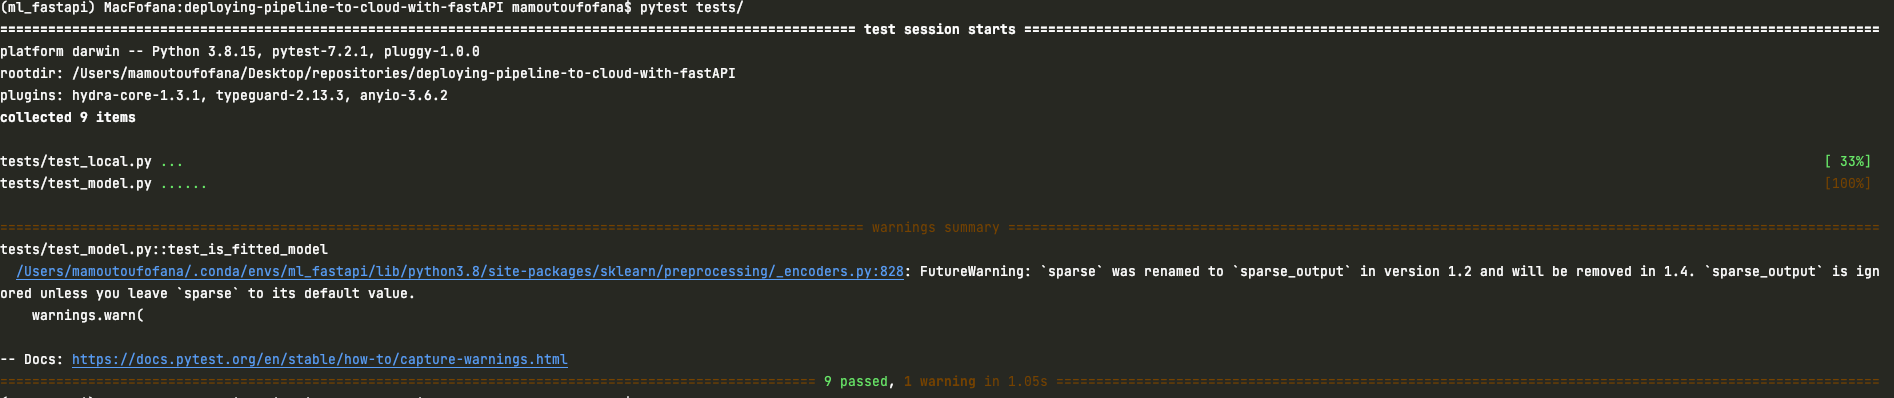 (ml_fastapi) MacFofana:deploying-pipeline-to-cloud-with-fastAPI mamoutoufofana$ pytest tests/
=========================================================================================================== test session starts ===========================================================================================================
platform darwin -- Python 3.8.15, pytest-7.2.1, pluggy-1.0.0
rootdir: /Users/mamoutoufofana/Desktop/repositories/deploying-pipeline-to-cloud-with-fastAPI
plugins: hydra-core-1.3.1, typeguard-2.13.3, anyio-3.6.2
collected 9 items
tests/test_local.py ... [ 33%]
tests/test_model.py ...... [100%]
============================================================================================================ warnings summary =============================================================================================================
tests/test_model.py::test_is_fitted_model
/Users/mamoutoufofana/.conda/envs/ml_fastapi/lib/python3.8/site-packages/sklearn/preprocessing/_encoders.py:828: FutureWarning: `sparse` was renamed to `sparse_output` in version 1.2 and will be removed in 1.4. `sparse_output` is ign
ored unless you leave `sparse` to its default value.
warnings.warn(
-- Docs: https://docs.pytest.org/en/stable/how-to/capture-warnings.html
====================================================================================================== 9 passed, 1 warning in 1.05s =======================================================================================================